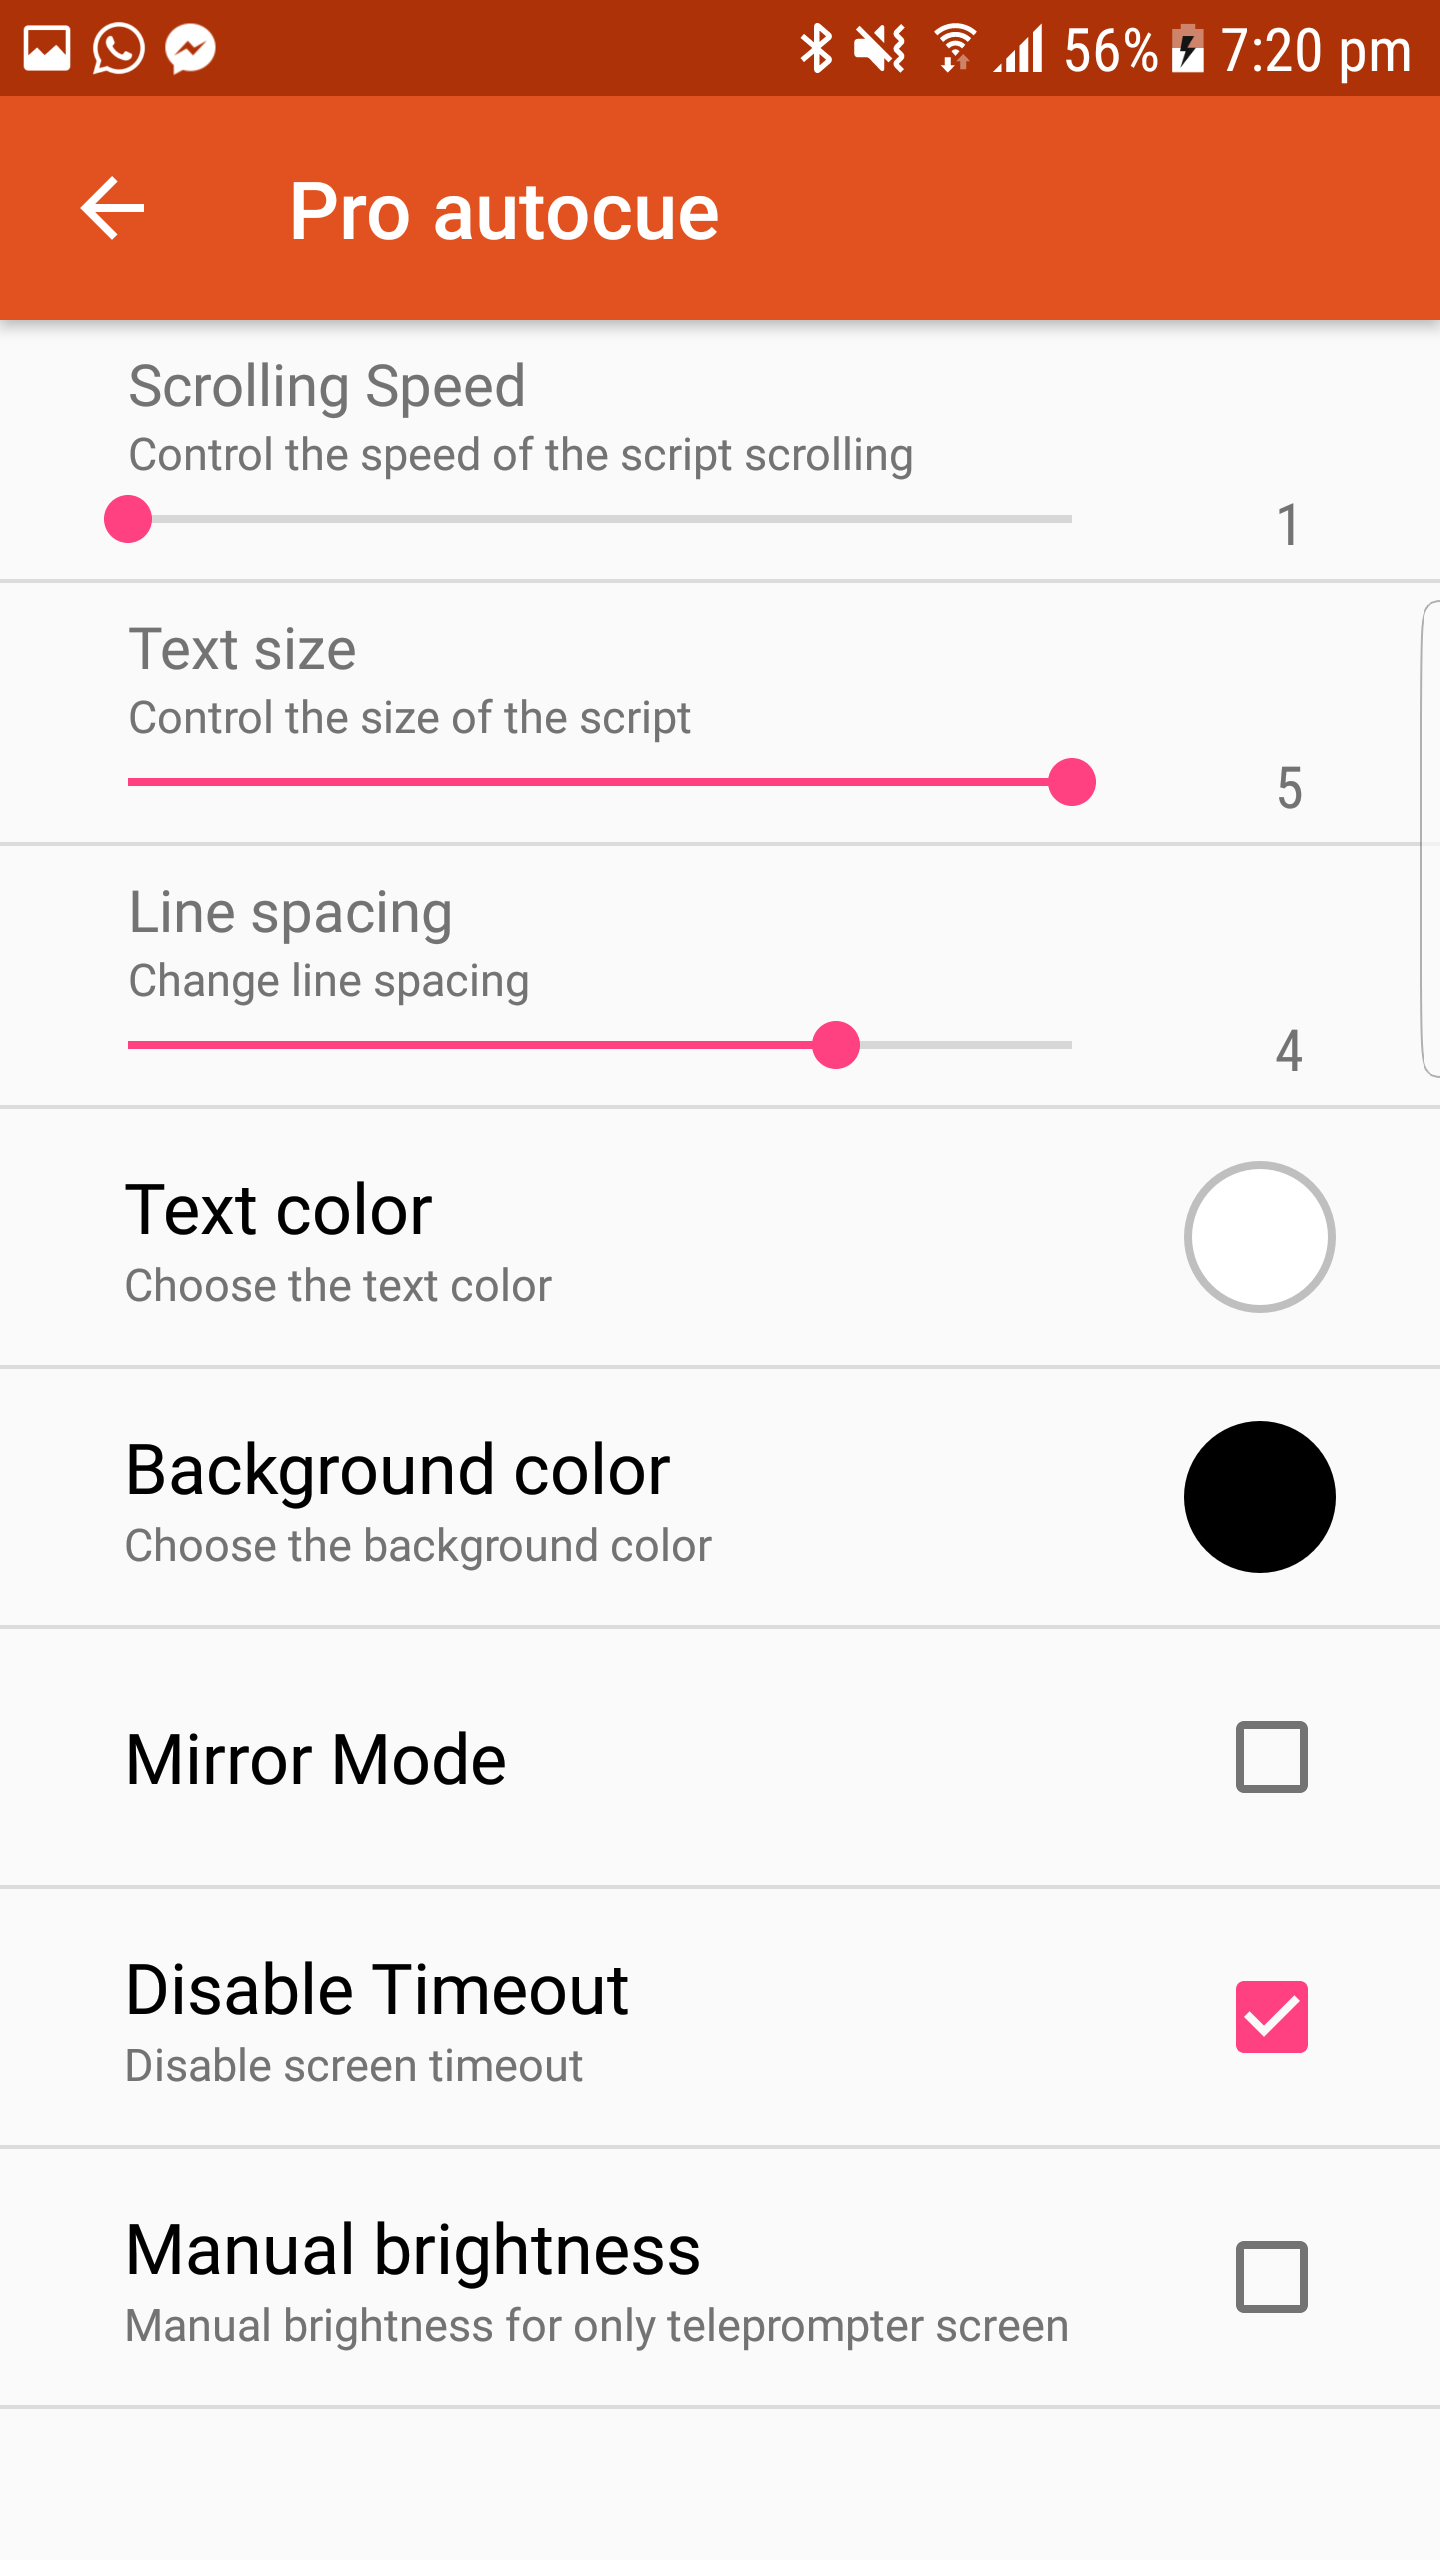 56% 7:20 pm
Pro autocue
Scrolling Speed
Control the speed of the script scrolling
1
Text size
Control the size of the script
5
Line spacing
Change line spacing
4
Text color
Choose the text color
Background color
Choose the background color
Mirror Mode
Disable Timeout
Disable screen timeout
Manual brightness
Manual brightness for only teleprompter screen